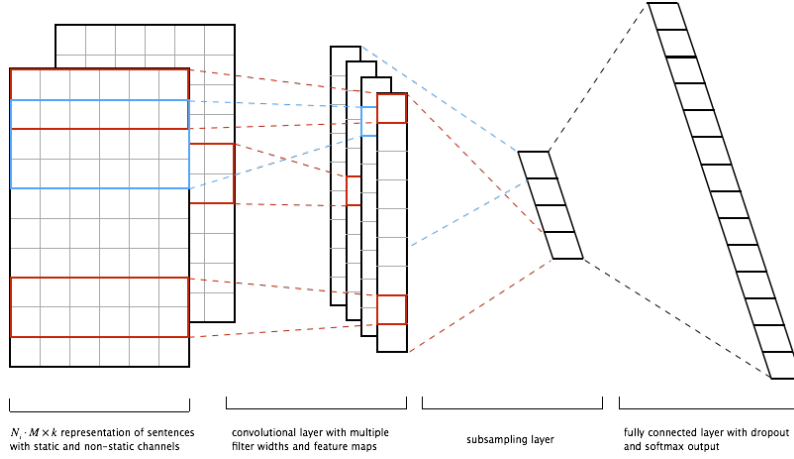 N_i · M × k representation of sentences
with static and non-static channels
convolutional layer with multiple
filter widths and feature maps
subsampling layer
fully connected layer with dropout
and softmax output